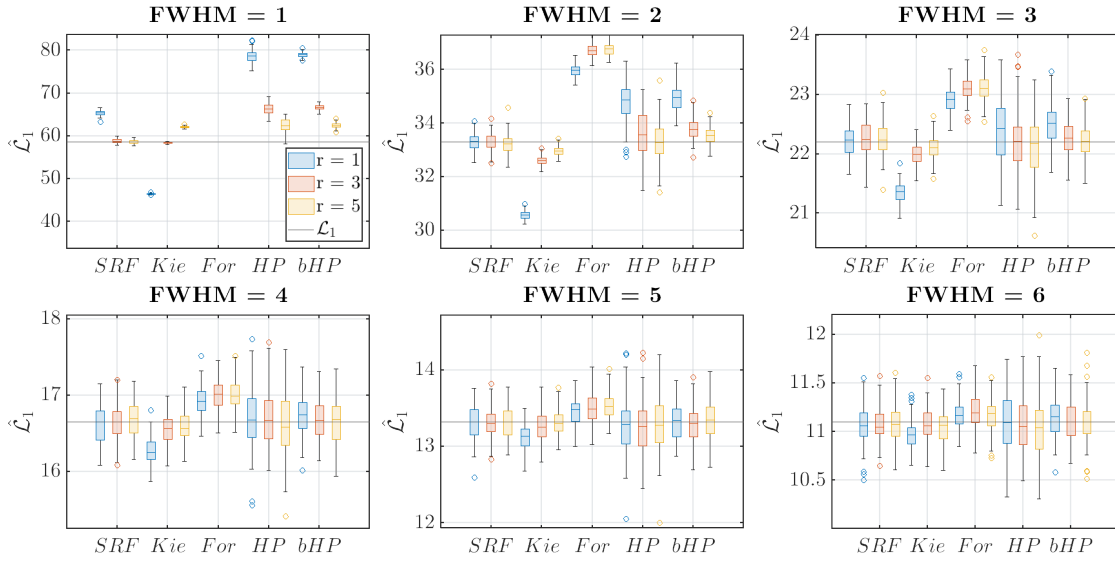 FWHM = 1
80
70
60
50
40
ℒ̂₁
r = 1
r = 3
r = 5
ℒ₁
SRF Kie For HP bHP
FWHM = 2
36
34
32
30
ℒ̂₁
SRF Kie For HP bHP
FWHM = 3
24
23
22
21
ℒ̂₁
SRF Kie For HP bHP
FWHM = 4
18
17
16
ℒ̂₁
SRF Kie For HP bHP
FWHM = 5
14
13
12
ℒ̂₁
SRF Kie For HP bHP
FWHM = 6
12
11.5
11
10.5
ℒ̂₁
SRF Kie For HP bHP